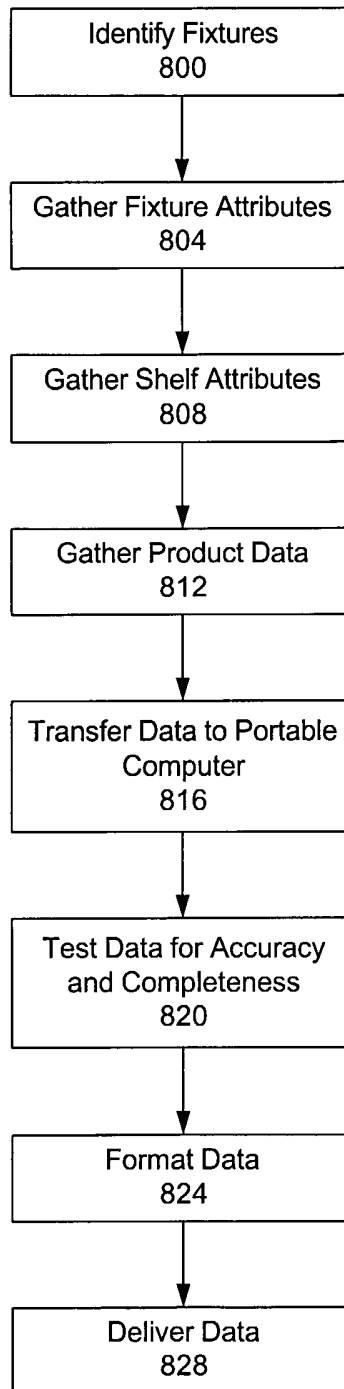 Identify Fixtures
800
Gather Fixture Attributes
804
Gather Shelf Attributes
808
Gather Product Data
812
Transfer Data to Portable
Computer
816
Test Data for Accuracy
and Completeness
820
Format Data
824
Deliver Data
828